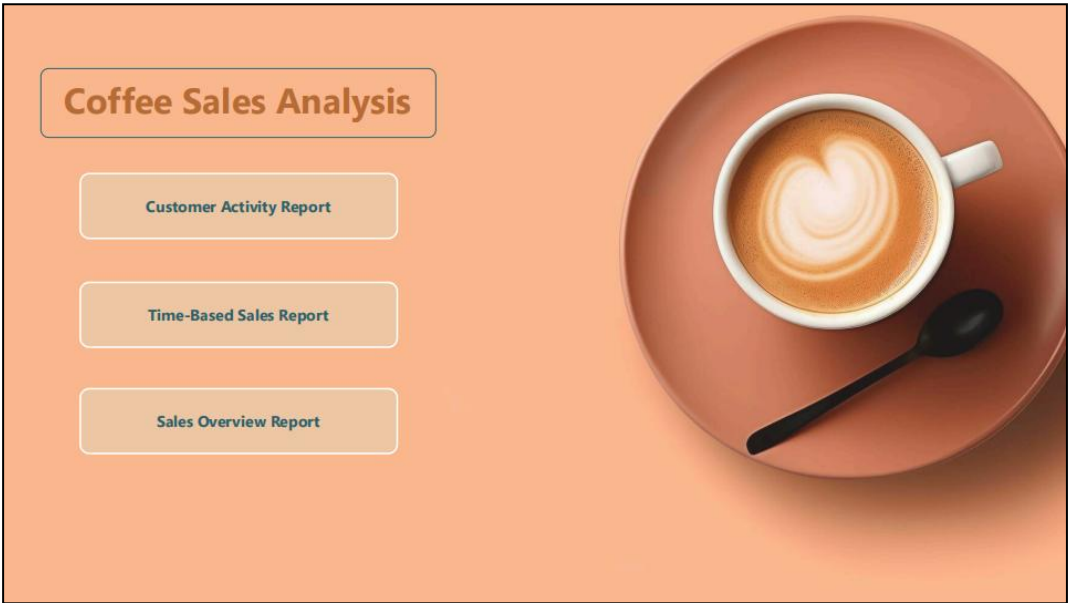 Coffee Sales Analysis
Customer Activity Report
Time-Based Sales Report
Sales Overview Report